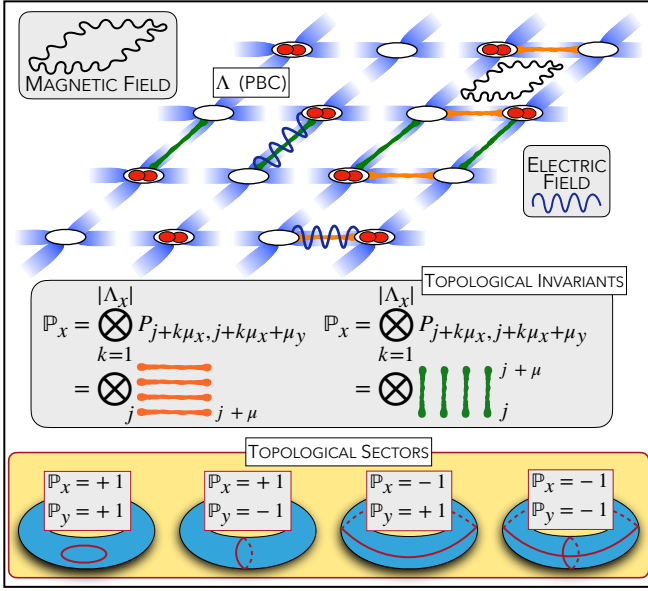 MAGNETIC FIELD
Λ (PBC)
ELECTRIC
FIELD
TOPOLOGICAL INVARIANTS
|Λ_x| |Λ_x|
ℙ_x = ⨂ P_{j+kμ_x, j+kμ_x+μ_y} ℙ_x = ⨂ P_{j+kμ_x, j+kμ_x+μ_y}
k=1 k=1
= ⨂ j j + μ = ⨂ j + μ j
TOPOLOGICAL SECTORS
ℙ_x = + 1 ℙ_x = + 1 ℙ_x = − 1 ℙ_x = − 1
ℙ_y = + 1 ℙ_y = − 1 ℙ_y = + 1 ℙ_y = − 1